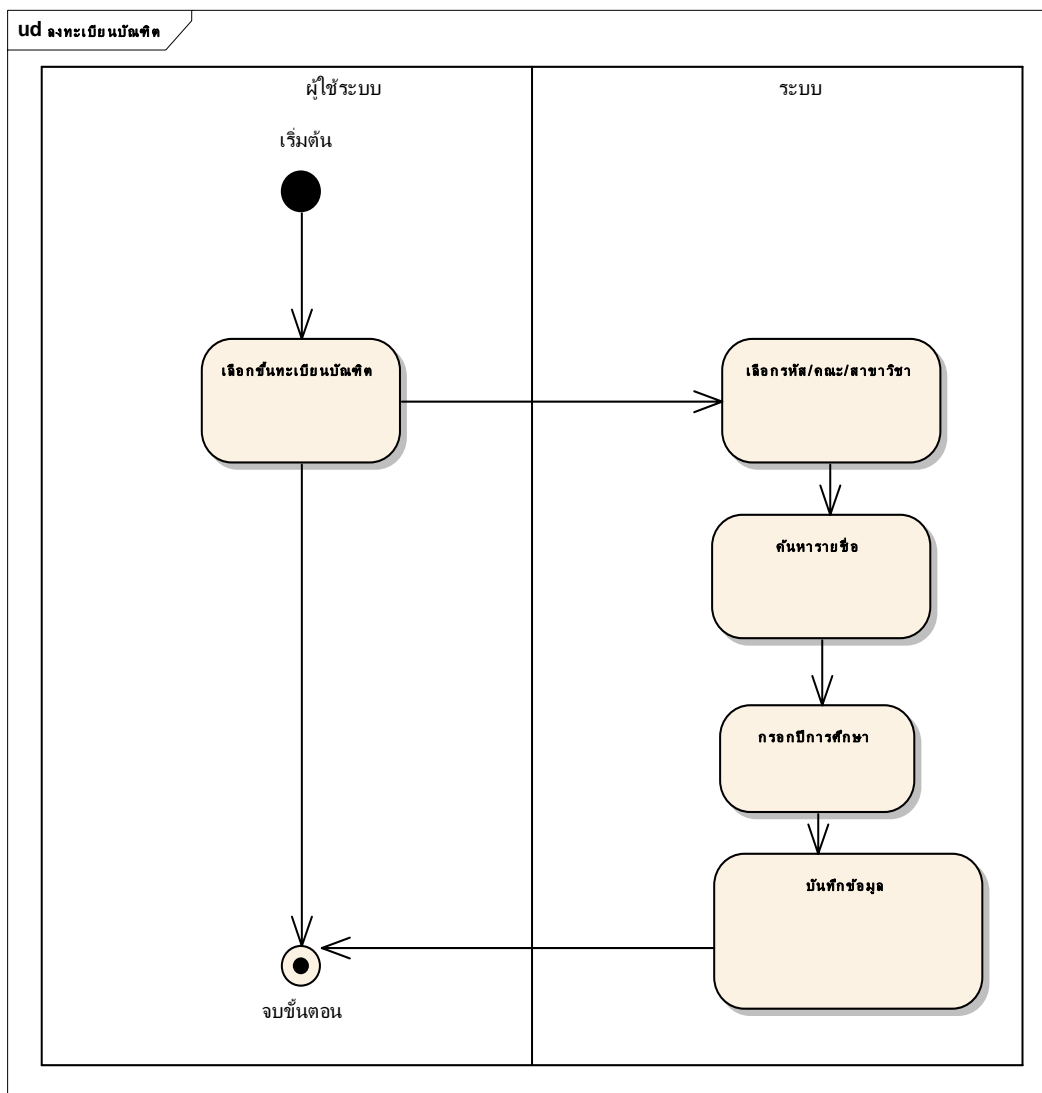 ud ลงทะเบียนบัณฑิต
ผู้ใช้ระบบ
ระบบ
เริ่มต้น
เลือกขึ้นทะเบียนบัณฑิต
เลือกรหัส/คณะ/สาขาวิชา
ค้นหารายชื่อ
กรอกปีการศึกษา
บันทึกข้อมูล
จบขั้นตอน